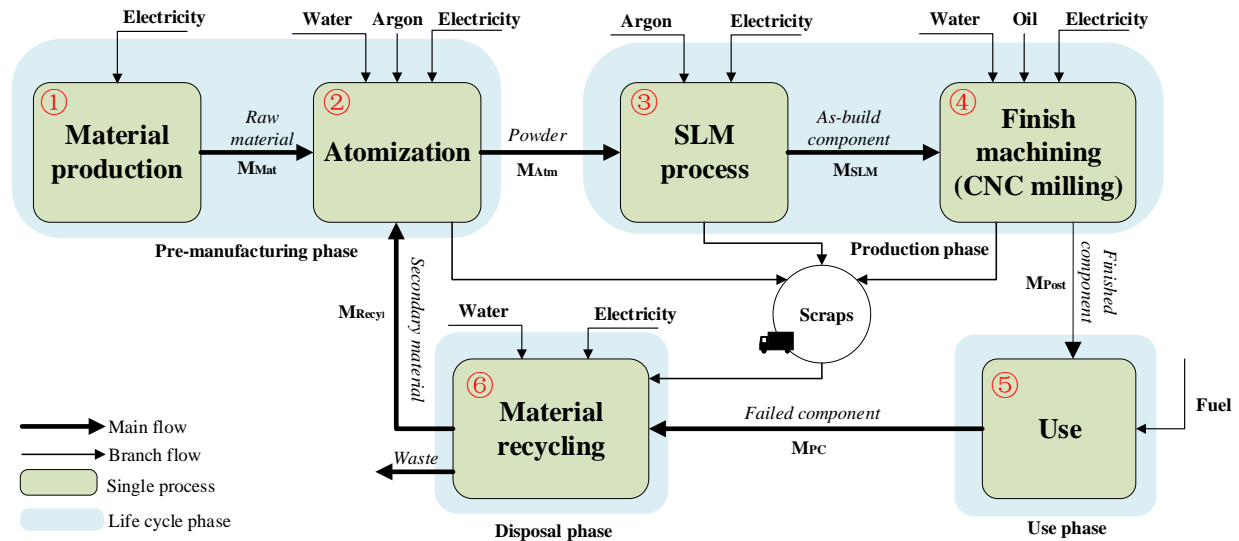 Electricity
Water
Argon
Electricity
Argon
Electricity
Water
Oil
Electricity
①
Material
production
Raw
material
MMat
②
Atomization
Powder
MAtm
③
SLM
process
As-build
component
MSLM
④
Finish
machining
(CNC milling)
Pre-manufacturing phase
Production phase
MRecyl
Secondary material
Scraps
MPost
Finished
component
Water
Electricity
⑥
Material
recycling
Failed component
MPC
⑤
Use
Fuel
Waste
Disposal phase
Use phase
Main flow
Branch flow
Single process
Life cycle phase